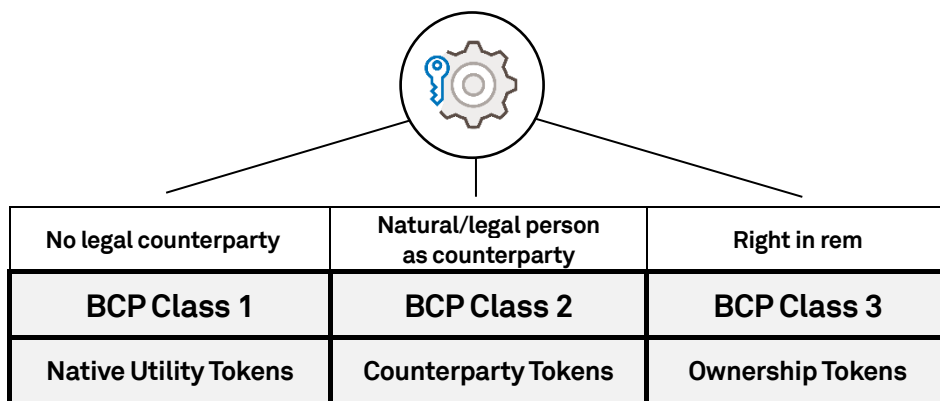 No legal counterparty
Natural/legal person
as counterparty
Right in rem
BCP Class 1
BCP Class 2
BCP Class 3
Native Utility Tokens
Counterparty Tokens
Ownership Tokens